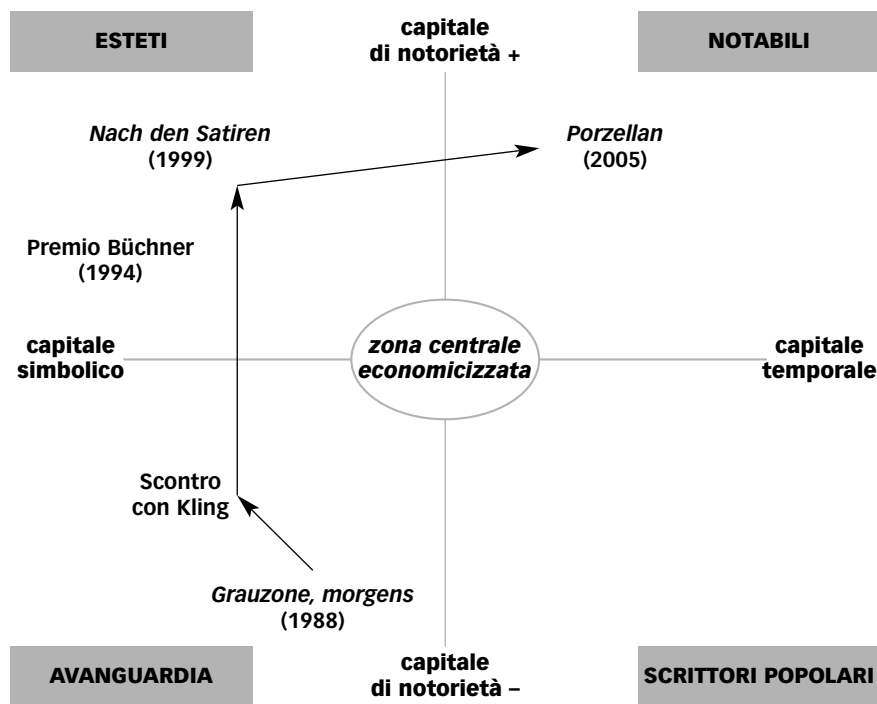 ESTETI
capitale
di notorietà +
NOTABILI
Nach den Satiren
(1999)
Porzellan
(2005)
Premio Büchner
(1994)
capitale
simbolico
zona centrale
economicizzata
capitale
temporale
Scontro
con Kling
Grauzone, morgens
(1988)
AVANGUARDIA
capitale
di notorietà –
SCRITTORI POPOLARI